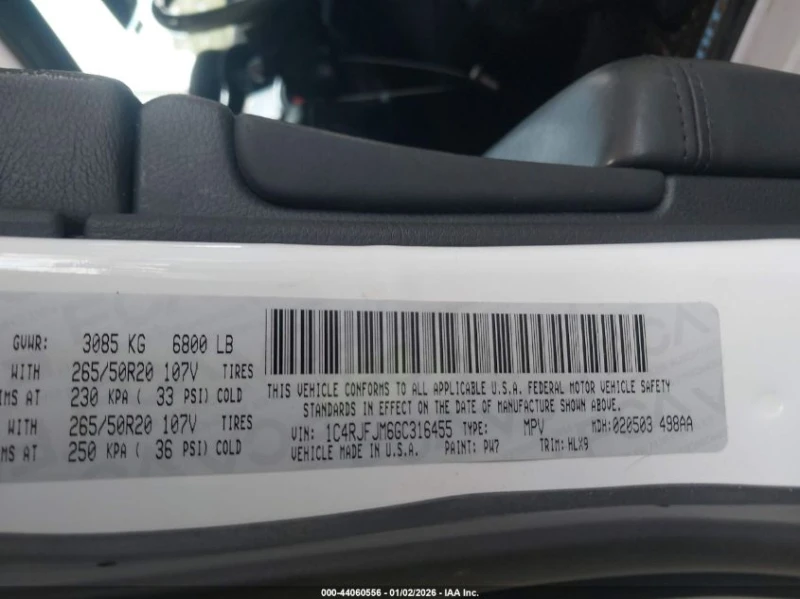 GVWR: 3085 KG 6800 LB
WITH 265/50R20 107V TIRES
MS AT 230 KPA ( 33 PSI) COLD
WITH 265/50R20 107V TIRES
MS AT 250 KPA ( 36 PSI) COLD
THIS VEHICLE CONFORMS TO ALL APPLICABLE U.S.A. FEDERAL MOTOR VEHICLE SAFETY
STANDARDS IN EFFECT ON THE DATE OF MANUFACTURE SHOWN ABOVE.
VIN: 1C4RJFJM6GC316455 TYPE: MPV MDH:020503 498AA
VEHICLE MADE IN U.S.A. PAINT: PW7 TRIM: HLX9
000-44060556 - 01/02/2026 - IAA Inc.